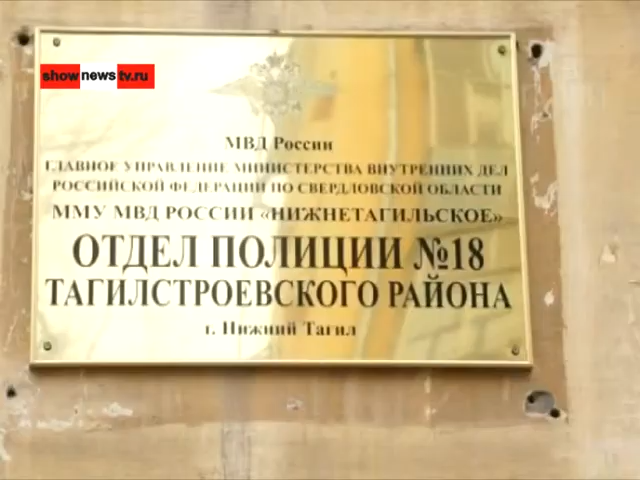 shownewstv.ru
МВД России
ГЛАВНОЕ УПРАВЛЕНИЕ МИНИСТЕРСТВА ВНУТРЕННИХ ДЕЛ
РОССИЙСКОЙ ФЕДЕРАЦИИ ПО СВЕРДЛОВСКОЙ ОБЛАСТИ
ММУ МВД РОССИИ «НИЖНЕТАГИЛЬСКОЕ»
ОТДЕЛ ПОЛИЦИИ №18
ТАГИЛСТРОЕВСКОГО РАЙОНА
г. Нижний Тагил